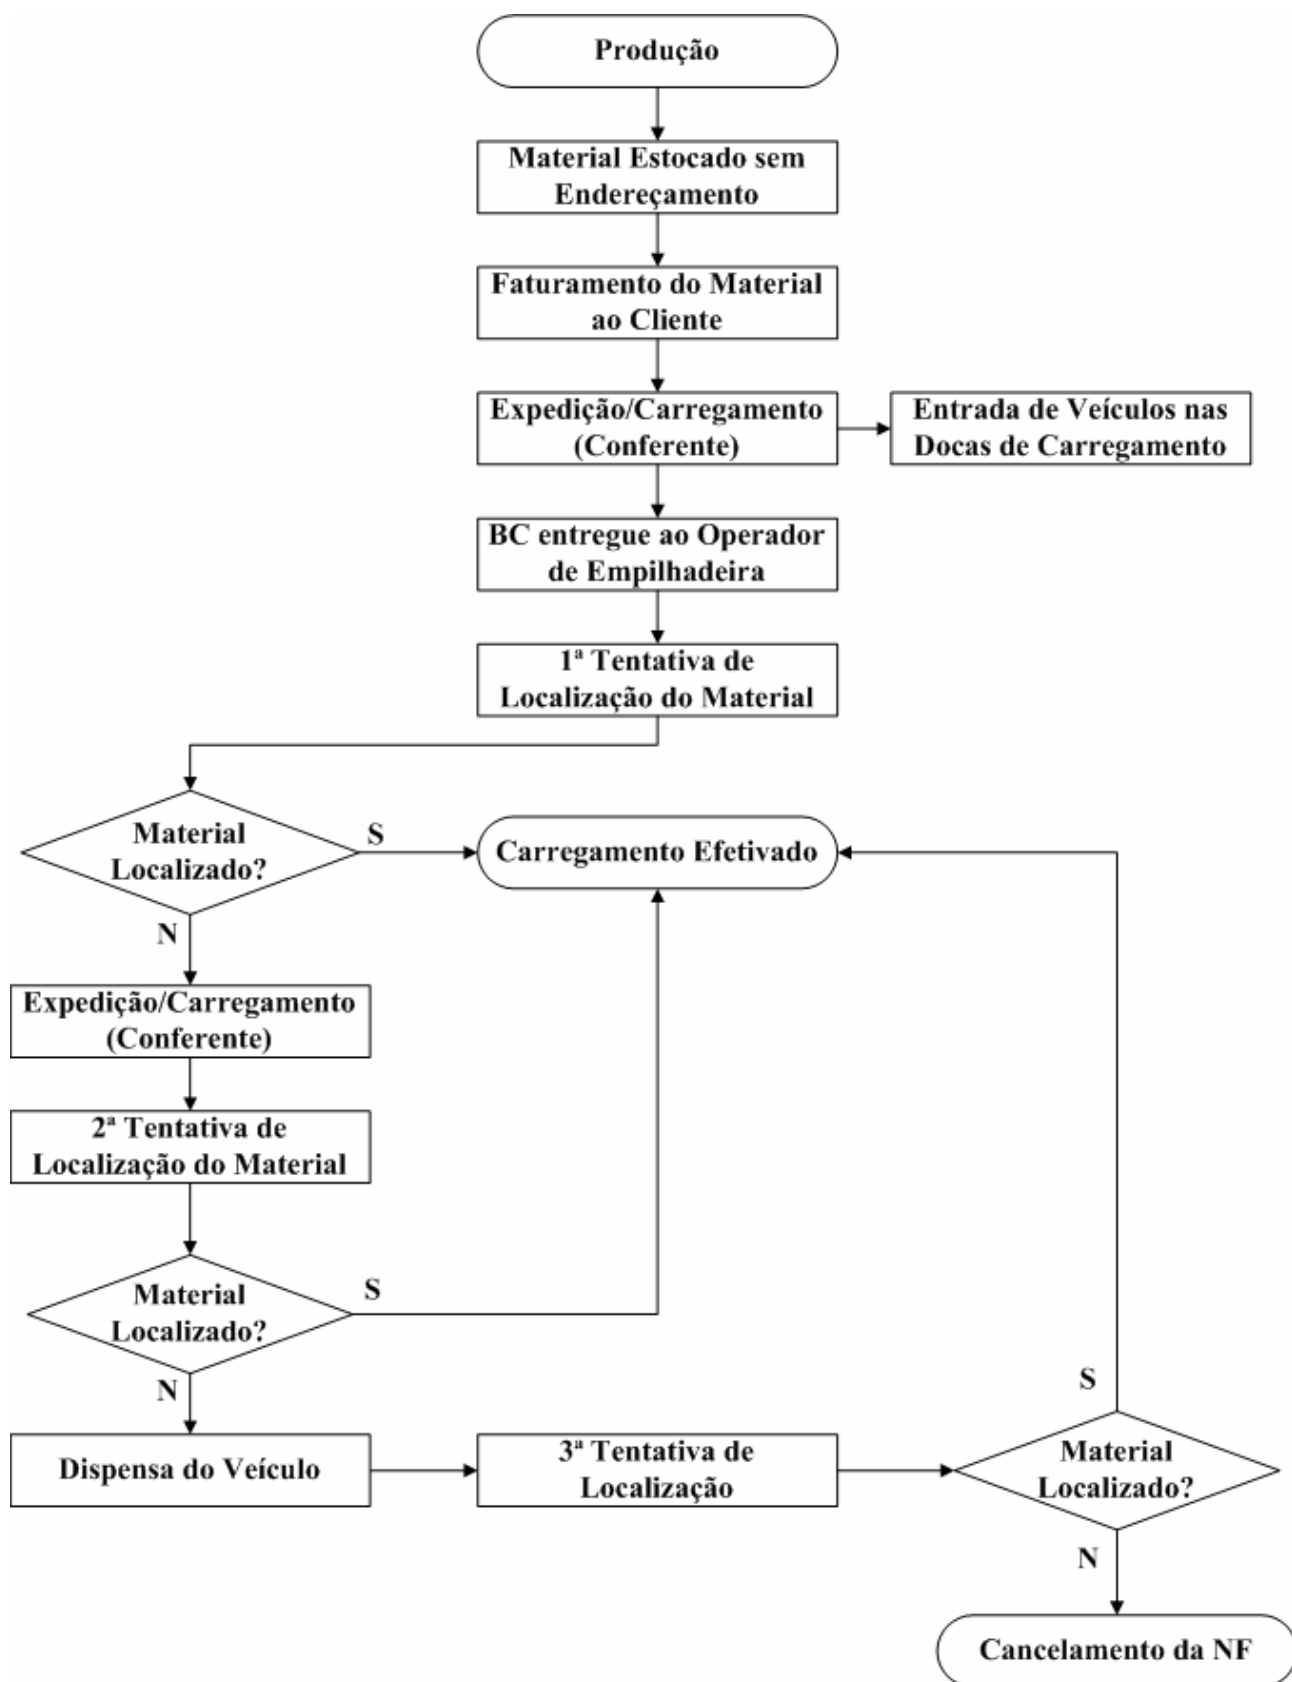 Produção
Material Estocado sem
Endereçamento
Faturamento do Material
ao Cliente
Expedição/Carregamento
(Conferente)
Entrada de Veículos nas
Docas de Carregamento
BC entregue ao Operador
de Empilhadeira
1ª Tentativa de
Localização do Material
Material
Localizado?
S
Carregamento Efetivado
N
Expedição/Carregamento
(Conferente)
2ª Tentativa de
Localização do Material
Material
Localizado?
S
N
Dispensa do Veículo
3ª Tentativa de
Localização
S
Material
Localizado?
N
Cancelamento da NF